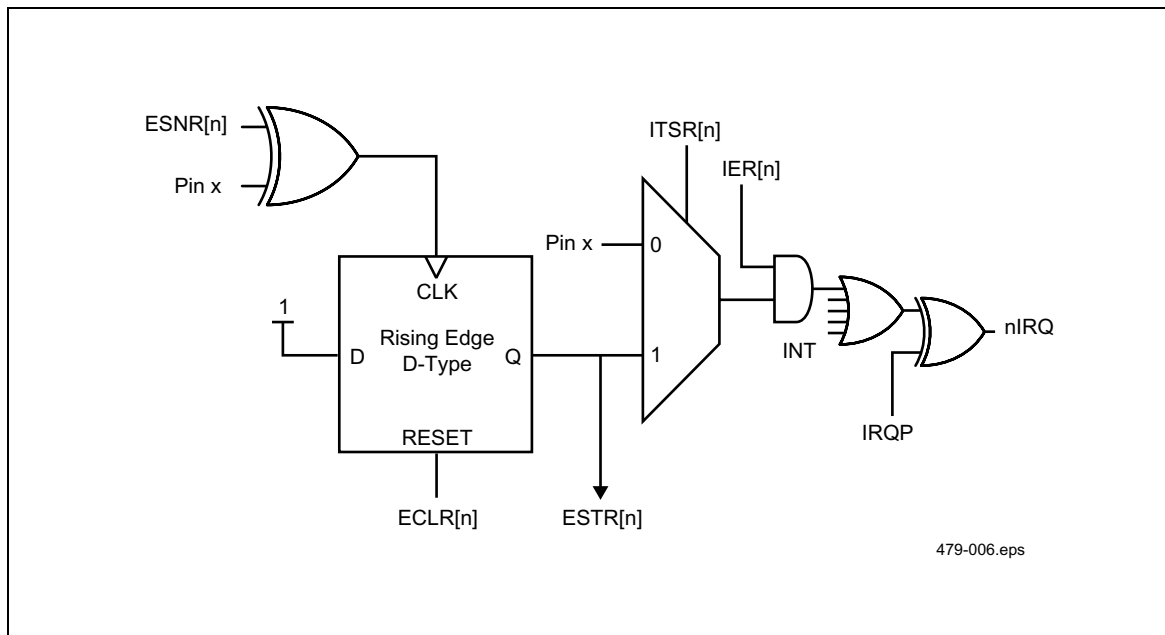 ESNR[n]
Pin x
ITSR[n]
IER[n]
Pin x
0
CLK
1
Rising Edge
D-Type
D
Q
1
INT
nIRQ
IRQP
RESET
ECLR[n]
ESTR[n]
479-006.eps